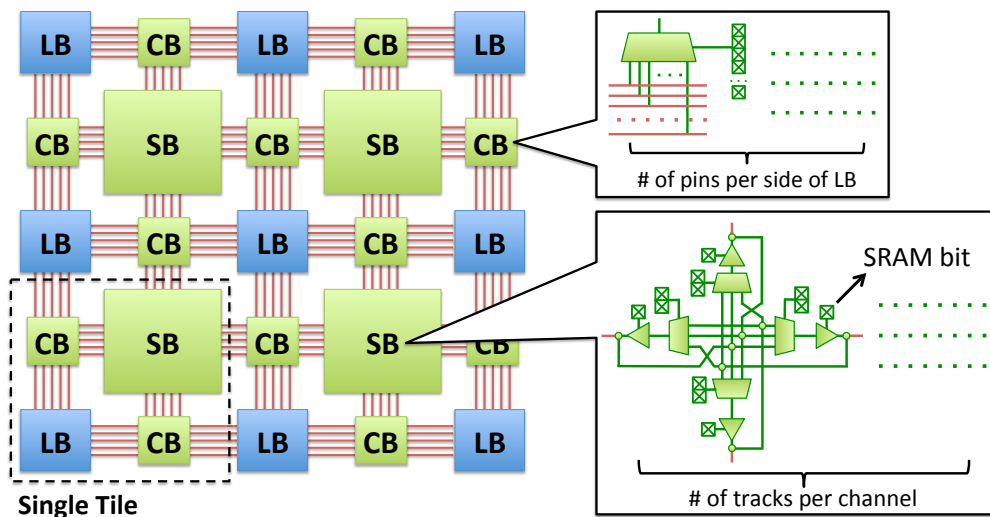 LB CB LB CB LB
CB SB CB SB CB
LB CB LB CB LB
CB SB CB SB CB
LB CB LB CB LB
Single Tile
# of pins per side of LB
SRAM bit
# of tracks per channel